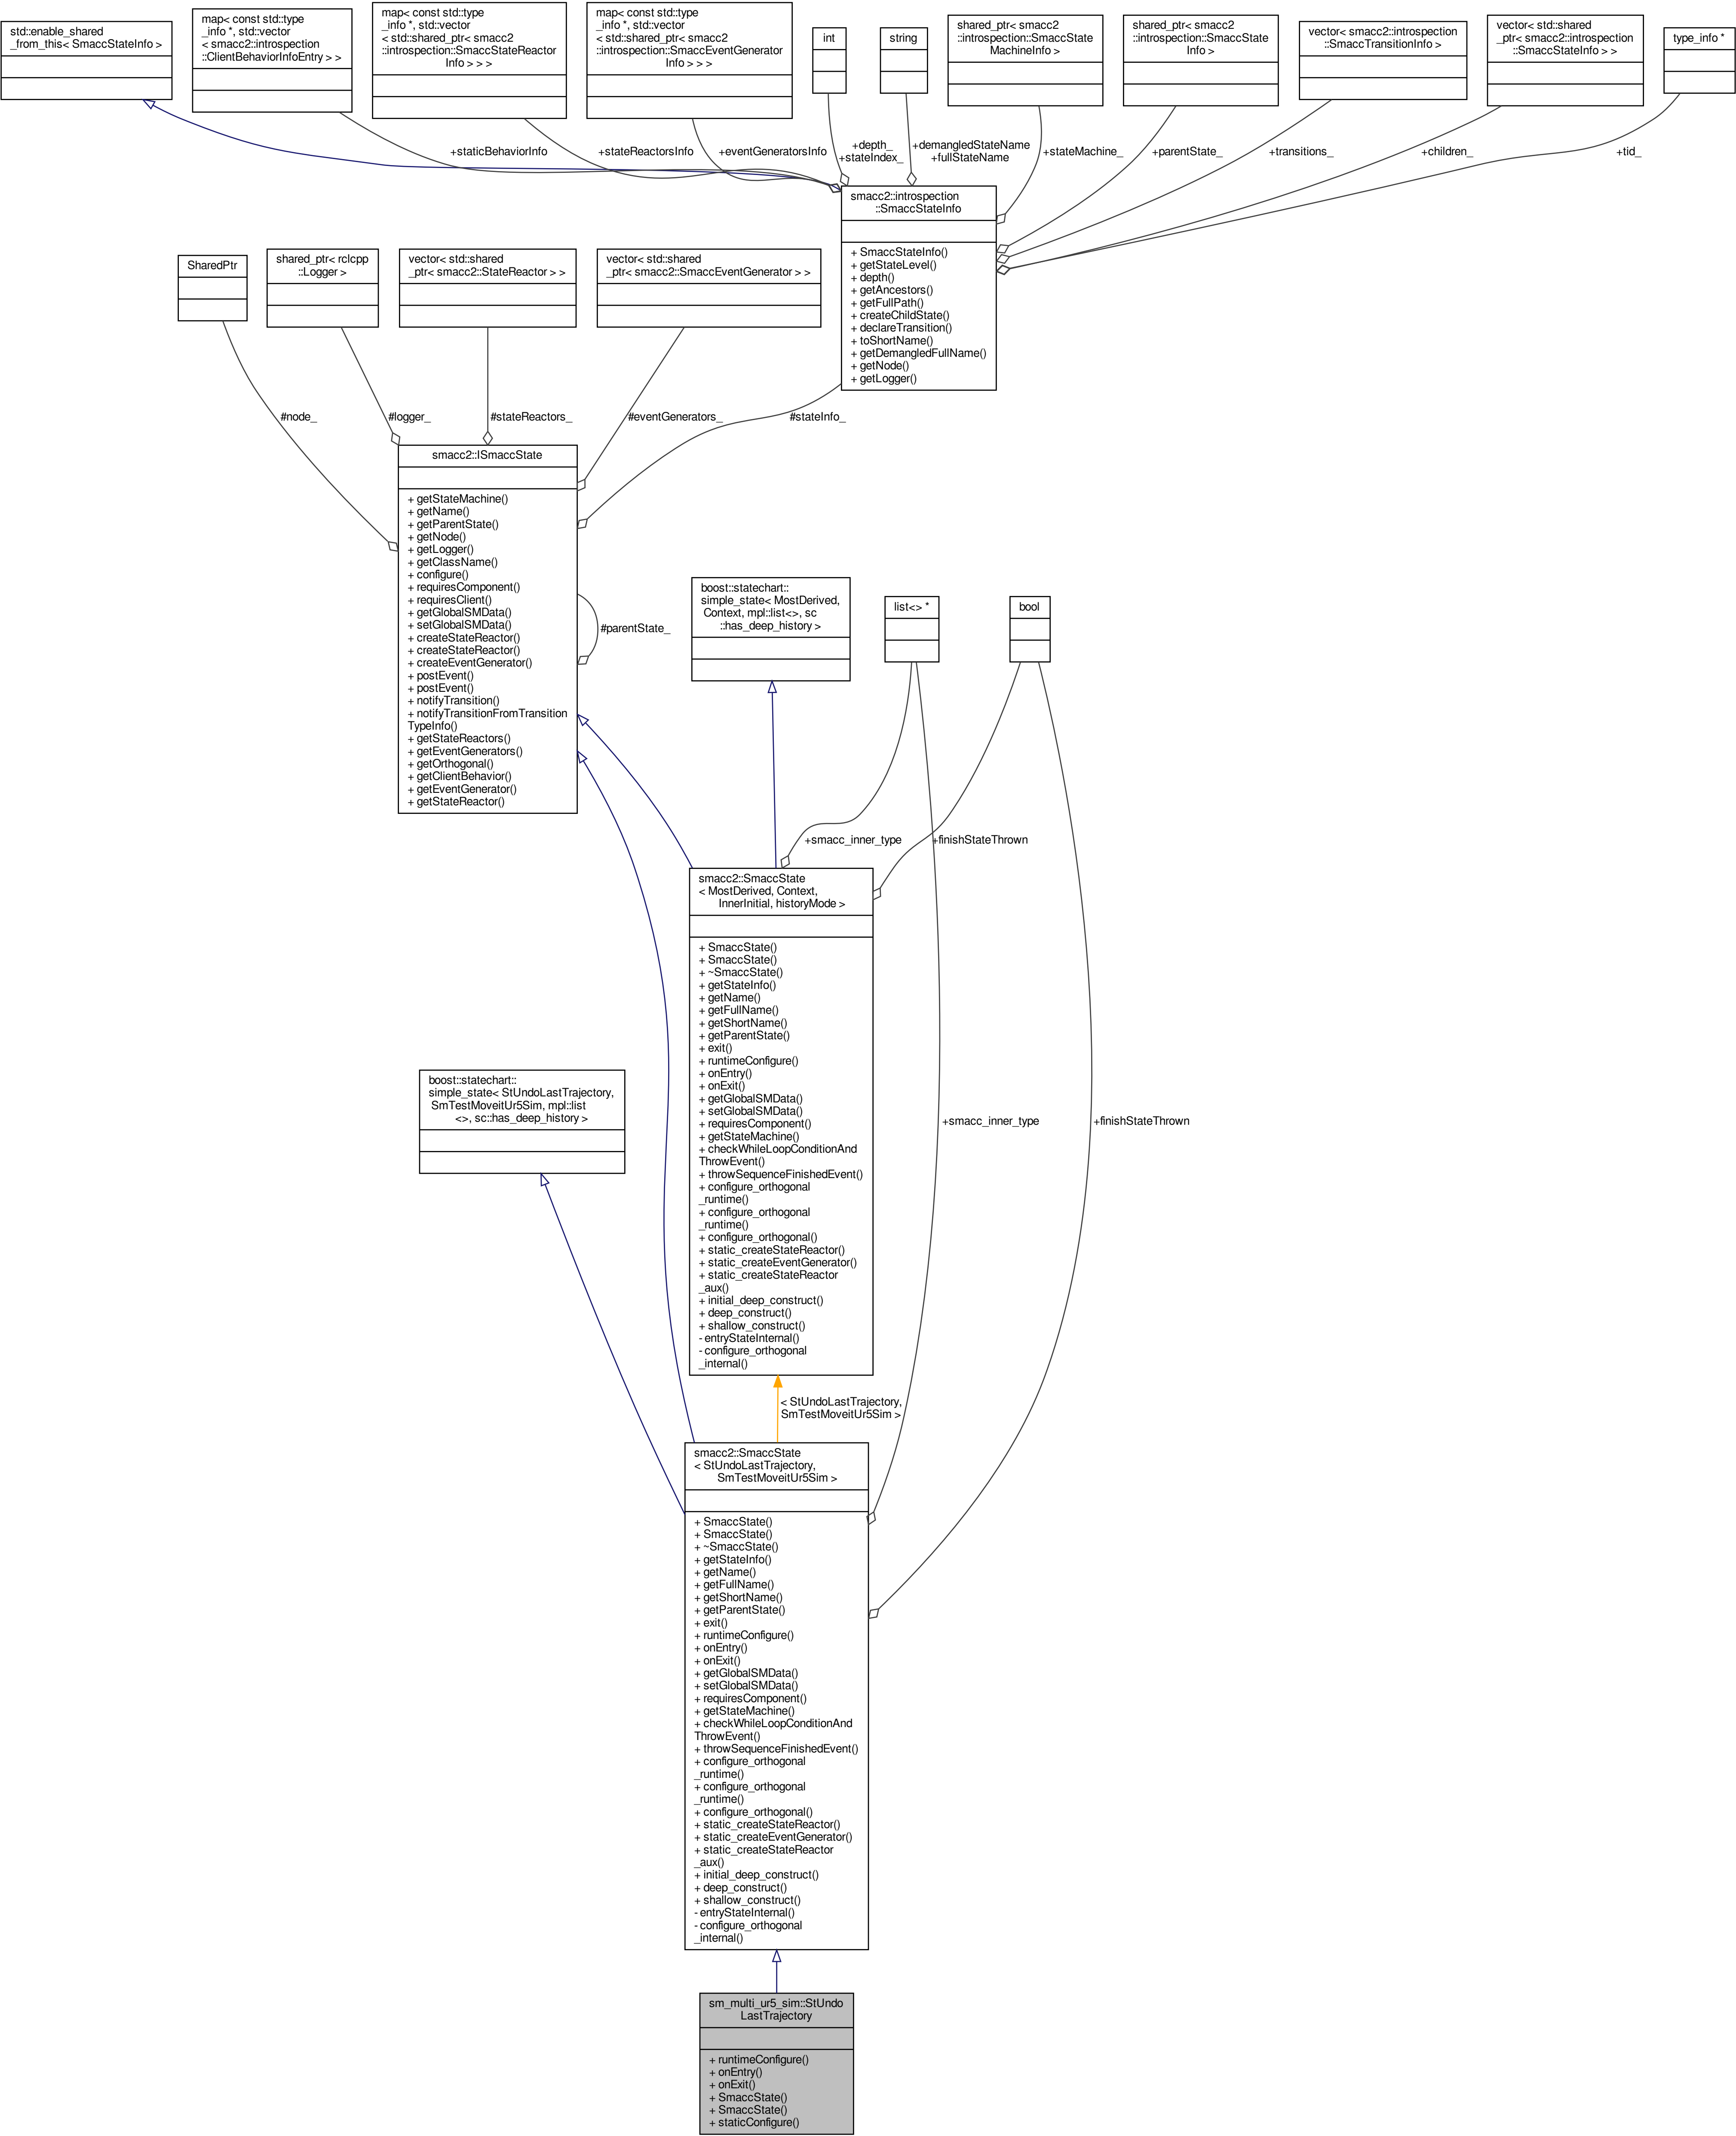 std::enable_shared
_from_this< SmaccStateInfo >
map< const std::type
_info *, std::vector
< smacc2::introspection
::ClientBehaviorInfoEntry > >
map< const std::type
_info *, std::vector
< std::shared_ptr< smacc2
::introspection::SmaccStateReactor
Info > > >
map< const std::type
_info *, std::vector
< std::shared_ptr< smacc2
::introspection::SmaccEventGenerator
Info > > >
int
string
shared_ptr< smacc2
::introspection::SmaccState
MachineInfo >
shared_ptr< smacc2
::introspection::SmaccState
Info >
vector< smacc2::introspection
::SmaccTransitionInfo >
vector< std::shared
_ptr< smacc2::introspection
::SmaccStateInfo > >
type_info *
+staticBehaviorInfo
+stateReactorsInfo
+eventGeneratorsInfo
+depth_
+stateIndex_
+demangledStateName
+fullStateName
+stateMachine_
+parentState_
+transitions_
+children_
+tid_
smacc2::introspection
::SmaccStateInfo
+ SmaccStateInfo()
+ getStateLevel()
+ depth()
+ getAncestors()
+ getFullPath()
+ createChildState()
+ declareTransition()
+ toShortName()
+ getDemangledFullName()
+ getNode()
+ getLogger()
SharedPtr
shared_ptr< rclcpp
::Logger >
vector< std::shared
_ptr< smacc2::StateReactor > >
vector< std::shared
_ptr< smacc2::SmaccEventGenerator > >
#node_
#logger_
#stateReactors_
#eventGenerators_
#stateInfo_
smacc2::ISmaccState
+ getStateMachine()
+ getName()
+ getParentState()
+ getNode()
+ getLogger()
+ getClassName()
+ configure()
+ requiresComponent()
+ requiresClient()
+ getGlobalSMData()
+ setGlobalSMData()
+ createStateReactor()
+ createStateReactor()
+ createEventGenerator()
+ postEvent()
+ postEvent()
+ notifyTransition()
+ notifyTransitionFromTransition
TypeInfo()
+ getStateReactors()
+ getEventGenerators()
+ getOrthogonal()
+ getClientBehavior()
+ getEventGenerator()
+ getStateReactor()
#parentState_
boost::statechart::
simple_state< MostDerived,
Context, mpl::list<>, sc
::has_deep_history >
list<> *
bool
+smacc_inner_type
+finishStateThrown
smacc2::SmaccState
< MostDerived, Context,
InnerInitial, historyMode >
+ SmaccState()
+ SmaccState()
+ ~SmaccState()
+ getStateInfo()
+ getName()
+ getFullName()
+ getShortName()
+ getParentState()
+ exit()
+ runtimeConfigure()
+ onEntry()
+ onExit()
+ getGlobalSMData()
+ setGlobalSMData()
+ requiresComponent()
+ getStateMachine()
+ checkWhileLoopConditionAnd
ThrowEvent()
+ throwSequenceFinishedEvent()
+ configure_orthogonal
_runtime()
+ configure_orthogonal
_runtime()
+ configure_orthogonal()
+ static_createStateReactor()
+ static_createEventGenerator()
+ static_createStateReactor
_aux()
+ initial_deep_construct()
+ deep_construct()
+ shallow_construct()
- entryStateInternal()
- configure_orthogonal
_internal()
boost::statechart::
simple_state< StUndoLastTrajectory,
SmTestMoveitUr5Sim, mpl::list
<>, sc::has_deep_history >
+smacc_inner_type
+finishStateThrown
< StUndoLastTrajectory,
SmTestMoveitUr5Sim >
smacc2::SmaccState
< StUndoLastTrajectory,
SmTestMoveitUr5Sim >
+ SmaccState()
+ SmaccState()
+ ~SmaccState()
+ getStateInfo()
+ getName()
+ getFullName()
+ getShortName()
+ getParentState()
+ exit()
+ runtimeConfigure()
+ onEntry()
+ onExit()
+ getGlobalSMData()
+ setGlobalSMData()
+ requiresComponent()
+ getStateMachine()
+ checkWhileLoopConditionAnd
ThrowEvent()
+ throwSequenceFinishedEvent()
+ configure_orthogonal
_runtime()
+ configure_orthogonal
_runtime()
+ configure_orthogonal()
+ static_createStateReactor()
+ static_createEventGenerator()
+ static_createStateReactor
_aux()
+ initial_deep_construct()
+ deep_construct()
+ shallow_construct()
- entryStateInternal()
- configure_orthogonal
_internal()
sm_multi_ur5_sim::StUndo
LastTrajectory
+ runtimeConfigure()
+ onEntry()
+ onExit()
+ SmaccState()
+ SmaccState()
+ staticConfigure()